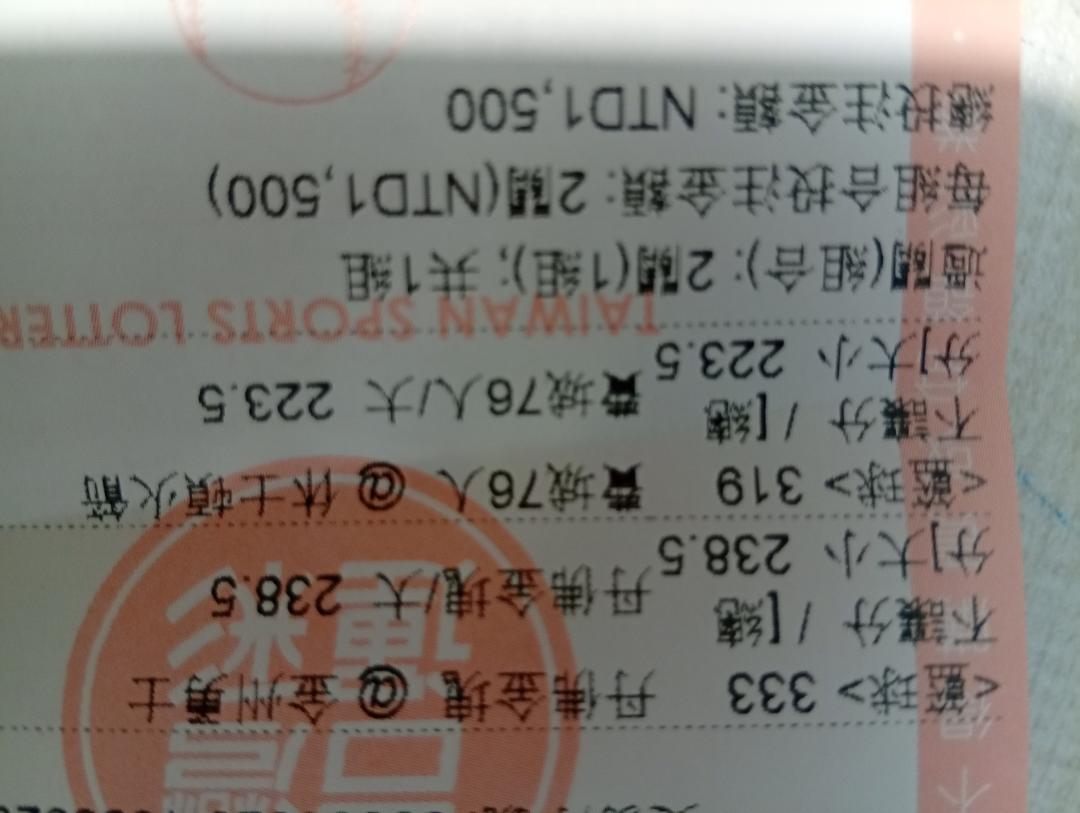 <籃球> 333 丹佛金塊 @ 金州勇士
不讓分 / [總
分]大小 238.5 丹佛金塊/大 238.5
<籃球> 319 費城76人 @ 休士頓火箭
不讓分 / [總
分]大小 223.5 費城76人/大 223.5
TAIWAN SPORTS LOTTER
過關(組合): 2關(1組); 共1組
每組合投注金額: 2關(NTD1,500)
總投注金額: NTD1,500
台灣
運彩